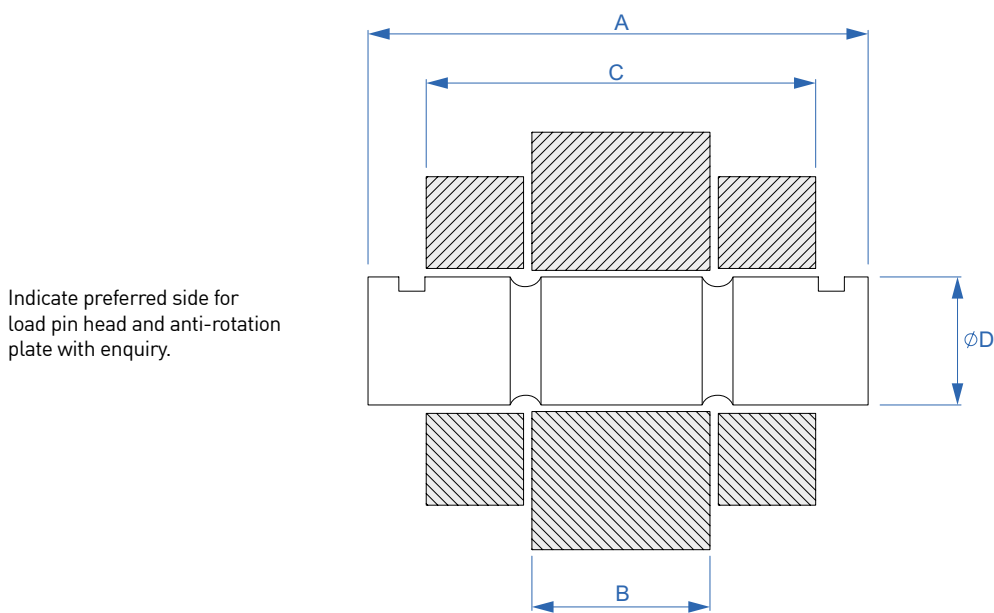 A
C
Indicate preferred side for
load pin head and anti-rotation
plate with enquiry.
⌀D
B